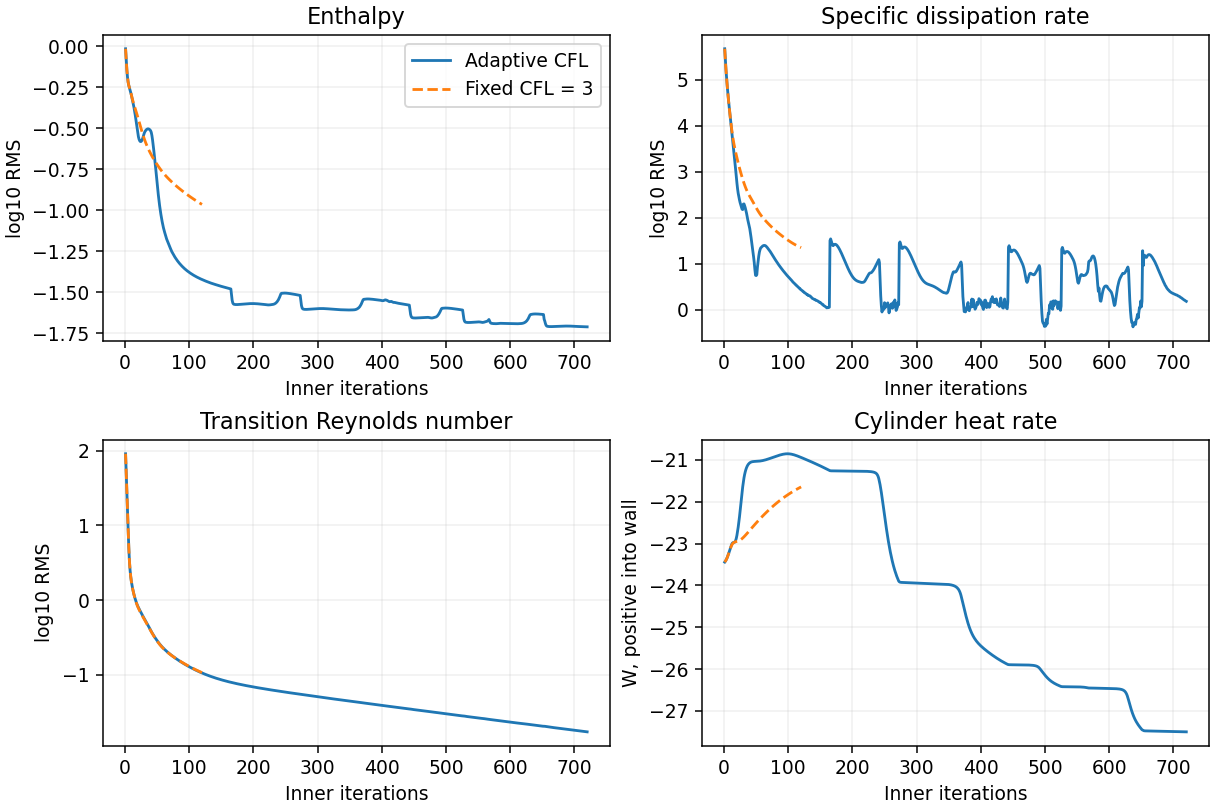 Enthalpy
0.00
−0.25
−0.50
−0.75
−1.00
−1.25
−1.50
−1.75
log10 RMS
Adaptive CFL
Fixed CFL = 3
0 100 200 300 400 500 600 700
Inner iterations
Specific dissipation rate
5
4
3
2
1
0
log10 RMS
0 100 200 300 400 500 600 700
Inner iterations
Transition Reynolds number
2
1
0
−1
log10 RMS
0 100 200 300 400 500 600 700
Inner iterations
Cylinder heat rate
−21
−22
−23
−24
−25
−26
−27
W, positive into wall
0 100 200 300 400 500 600 700
Inner iterations